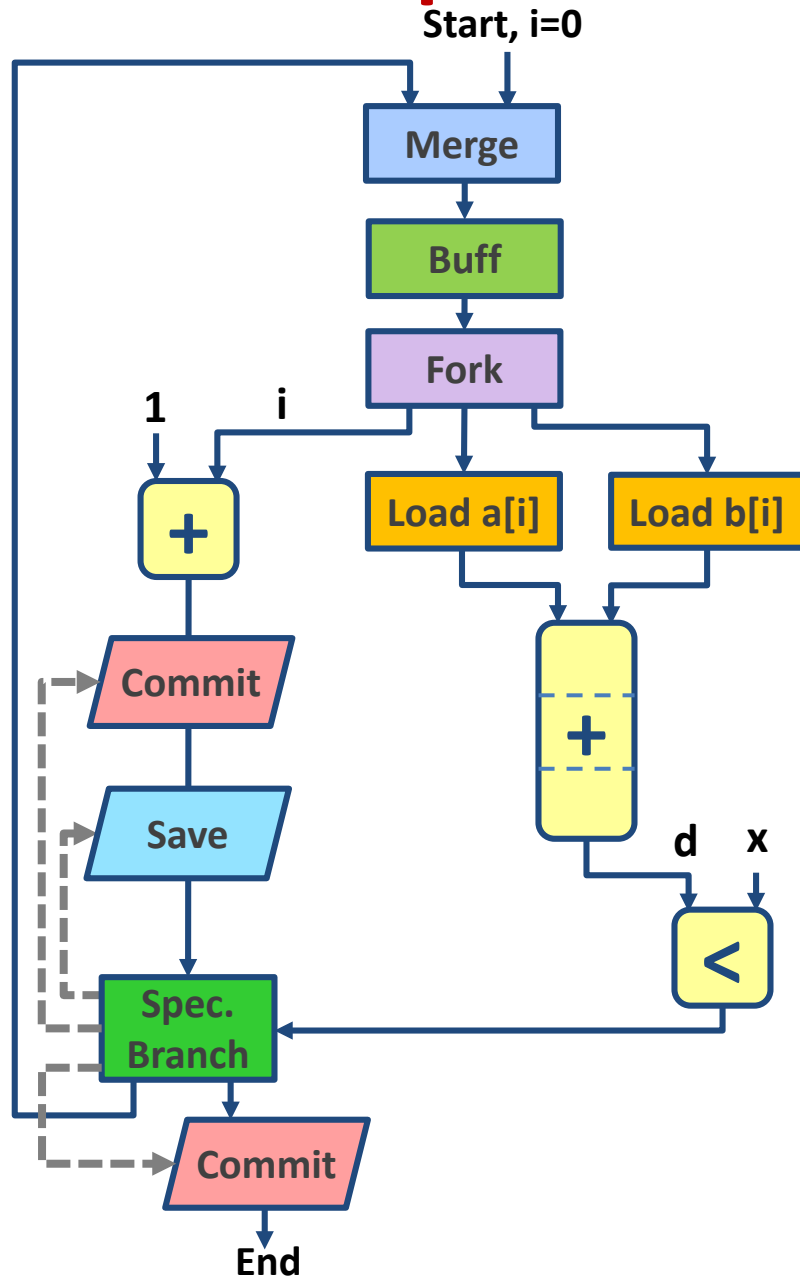 Start, i=0
Merge
Buff
Fork
1
i
Load a[i]
Load b[i]
+
Commit
+
Save
d
x
<
Spec.
Branch
Commit
End